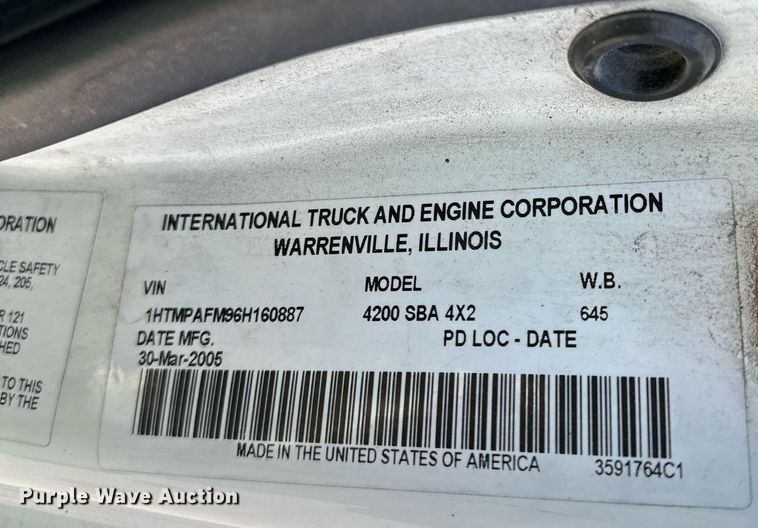 ORATION
CLE SAFETY
24, 205,
R 121
TIONS
HED
TO THIS
BY THE
INTERNATIONAL TRUCK AND ENGINE CORPORATION
WARRENVILLE, ILLINOIS
VIN MODEL W.B.
1HTMPAFM96H160887 4200 SBA 4X2 645
DATE MFG. PD LOC - DATE
30-Mar-2005
MADE IN THE UNITED STATES OF AMERICA 3591764C1
Purple Wave Auction